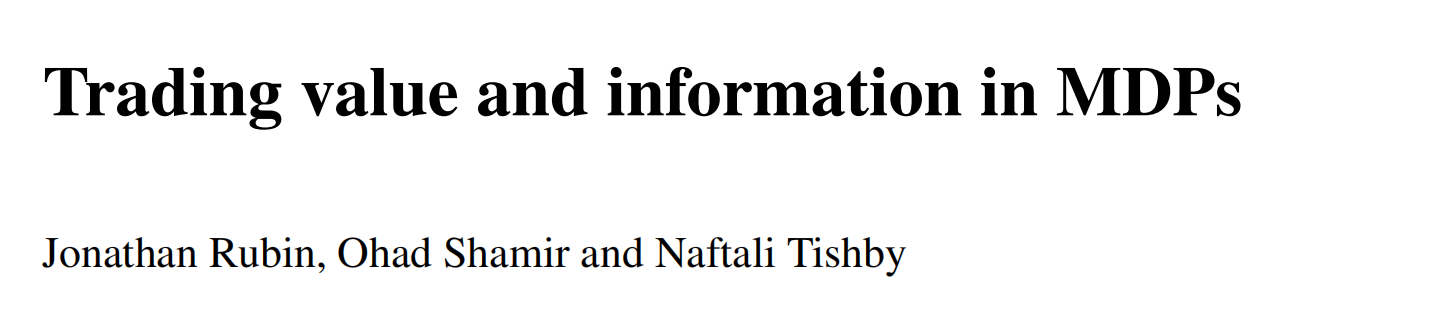 Trading value and information in MDPs
Jonathan Rubin, Ohad Shamir and Naftali Tishby